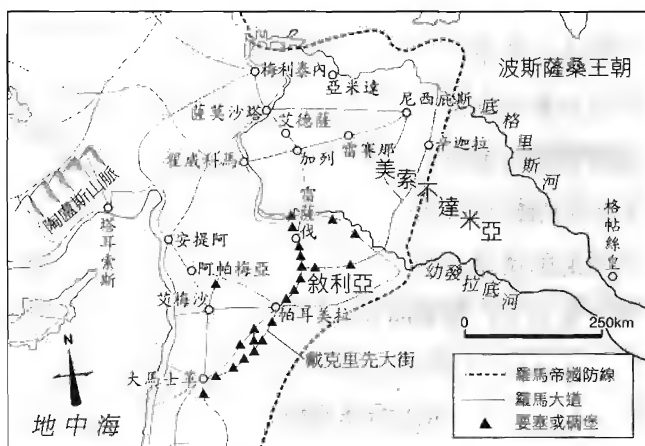 梅利泰內
亞米達
波斯薩桑王朝
薩莫沙塔
尼西庇斯
底格里斯河
艾德薩
雷賽那
辛迦拉
瞿威科馬
加列
美索不達亞
陶盧斯山脈
塔耳索斯
雷薩伐
格帖絲皇
安提阿
阿帕梅亞
敘利亞
幼發拉底河
艾梅沙
帕耳美拉
0
250km
戴克里先大街
N
大馬士革
地中海
羅馬帝國防線
羅馬大道
要塞或碉堡